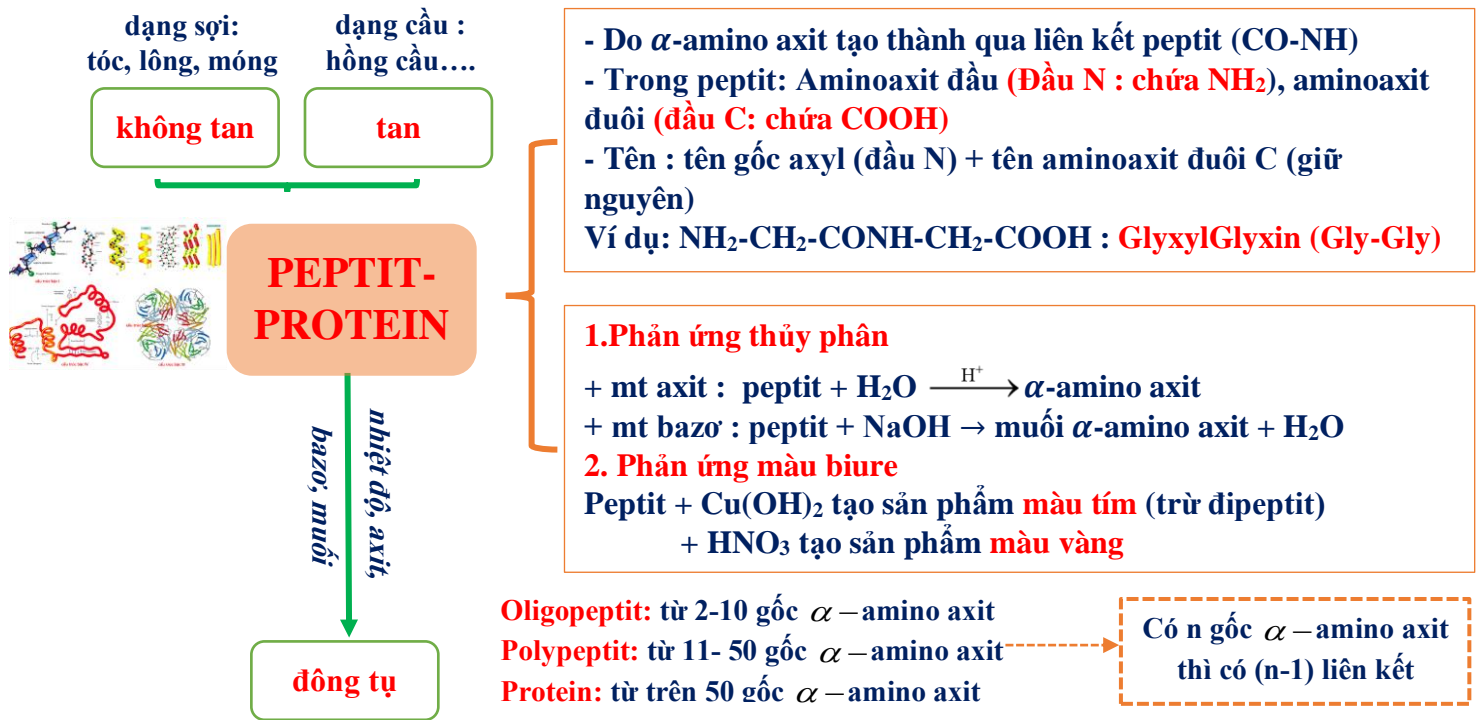 dạng sợi:
tóc, lông, móng
dạng cầu :
hồng cầu….
không tan
tan
PEPTIT-
PROTEIN
nhiệt độ, axit,
bazơ, muối
đông tụ
- Do α-amino axit tạo thành qua liên kết peptit (CO-NH)
- Trong peptit: Aminoaxit đầu (Đầu N : chứa NH₂), aminoaxit
đuôi (đầu C: chứa COOH)
- Tên : tên gốc axyl (đầu N) + tên aminoaxit đuôi C (giữ
nguyên)
Ví dụ: NH₂-CH₂-CONH-CH₂-COOH : GlyxylGlyxin (Gly-Gly)
1.Phản ứng thủy phân
+ mt axit : peptit + H₂O —H⁺→ α-amino axit
+ mt bazơ : peptit + NaOH → muối α-amino axit + H₂O
2. Phản ứng màu biure
Peptit + Cu(OH)₂ tạo sản phẩm màu tím (trừ đipeptit)
+ HNO₃ tạo sản phẩm màu vàng
Oligopeptit: từ 2-10 gốc α – amino axit
Polypeptit: từ 11- 50 gốc α – amino axit
Protein: từ trên 50 gốc α – amino axit
Có n gốc α – amino axit
thì có (n-1) liên kết